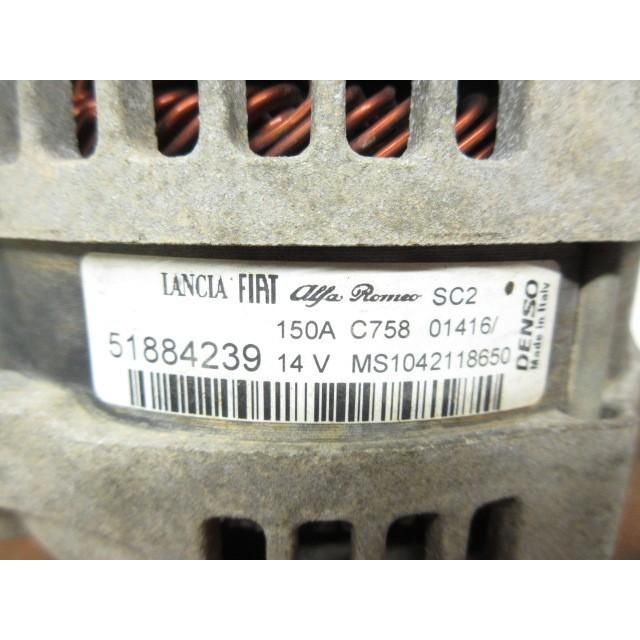 LANCIA FIAT Alfa Romeo SC2
150A C758 01416/
51884239 14 V MS1042118650
DENSO
Made in Italy